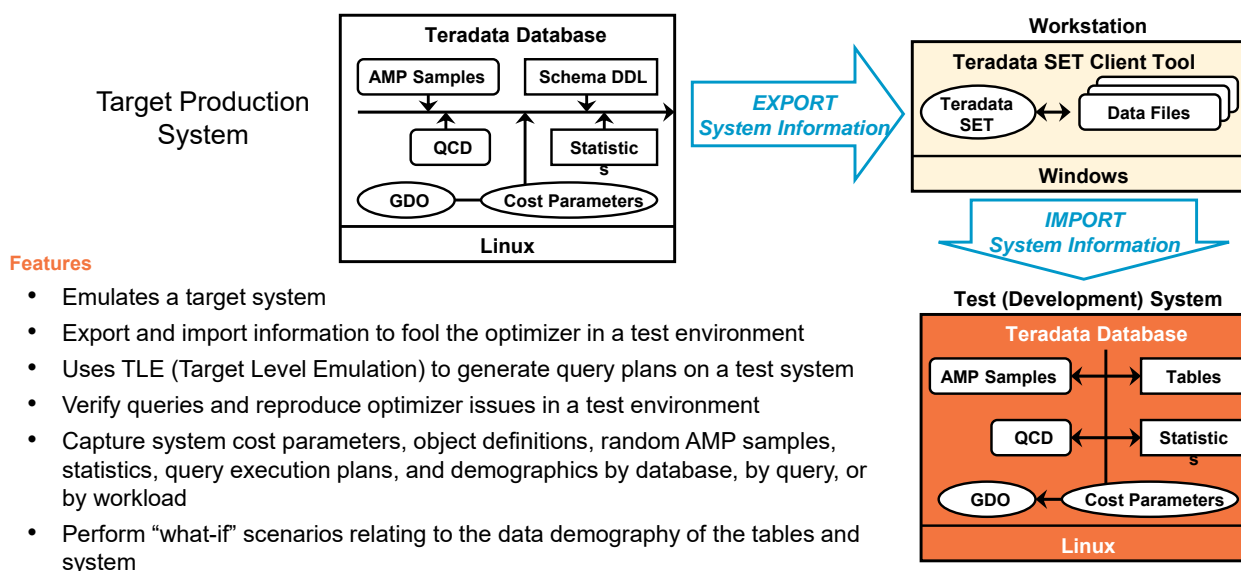 Target Production
System
Teradata Database
AMP Samples
Schema DDL
QCD
Statistic
s
GDO
Cost Parameters
Linux
EXPORT
System Information
Workstation
Teradata SET Client Tool
Teradata
SET
Data Files
Windows
IMPORT
System Information
Features
• Emulates a target system
• Export and import information to fool the optimizer in a test environment
• Uses TLE (Target Level Emulation) to generate query plans on a test system
• Verify queries and reproduce optimizer issues in a test environment
• Capture system cost parameters, object definitions, random AMP samples,
statistics, query execution plans, and demographics by database, by query, or
by workload
• Perform “what-if” scenarios relating to the data demography of the tables and
system
Test (Development) System
Teradata Database
AMP Samples
Tables
QCD
Statistic
s
GDO
Cost Parameters
Linux